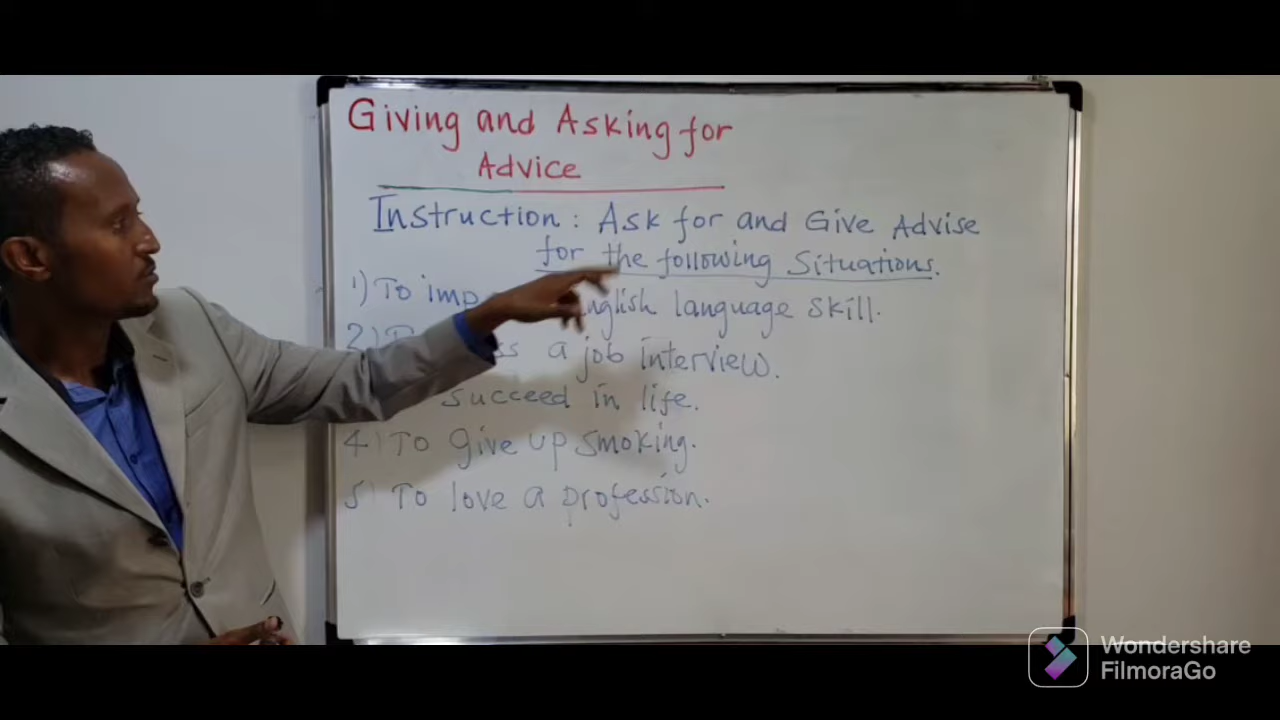 Giving and Asking for
Advice
Instruction: Ask for and Give Advise
for the following Situations.
1) To English language skill.
2) a job interview.
succeed in life.
4) To give up smoking.
5) To love a profession.
Wondershare
FilmoraGo